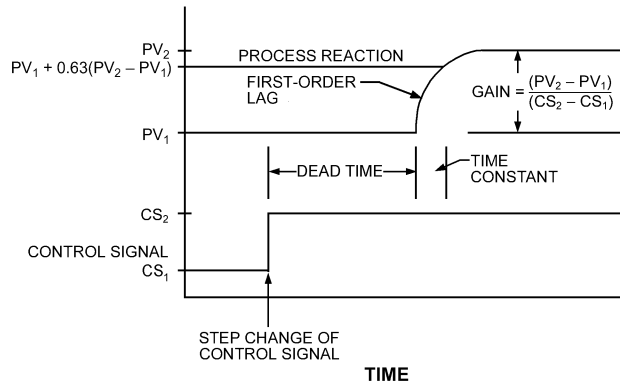 PV₂
PV₁ + 0.63(PV₂ – PV₁)
PROCESS REACTION
FIRST-ORDER
LAG
GAIN = (PV₂ – PV₁)
(CS₂ – CS₁)
PV₁
DEAD TIME
TIME
CONSTANT
CS₂
CONTROL SIGNAL
CS₁
STEP CHANGE OF
CONTROL SIGNAL
TIME